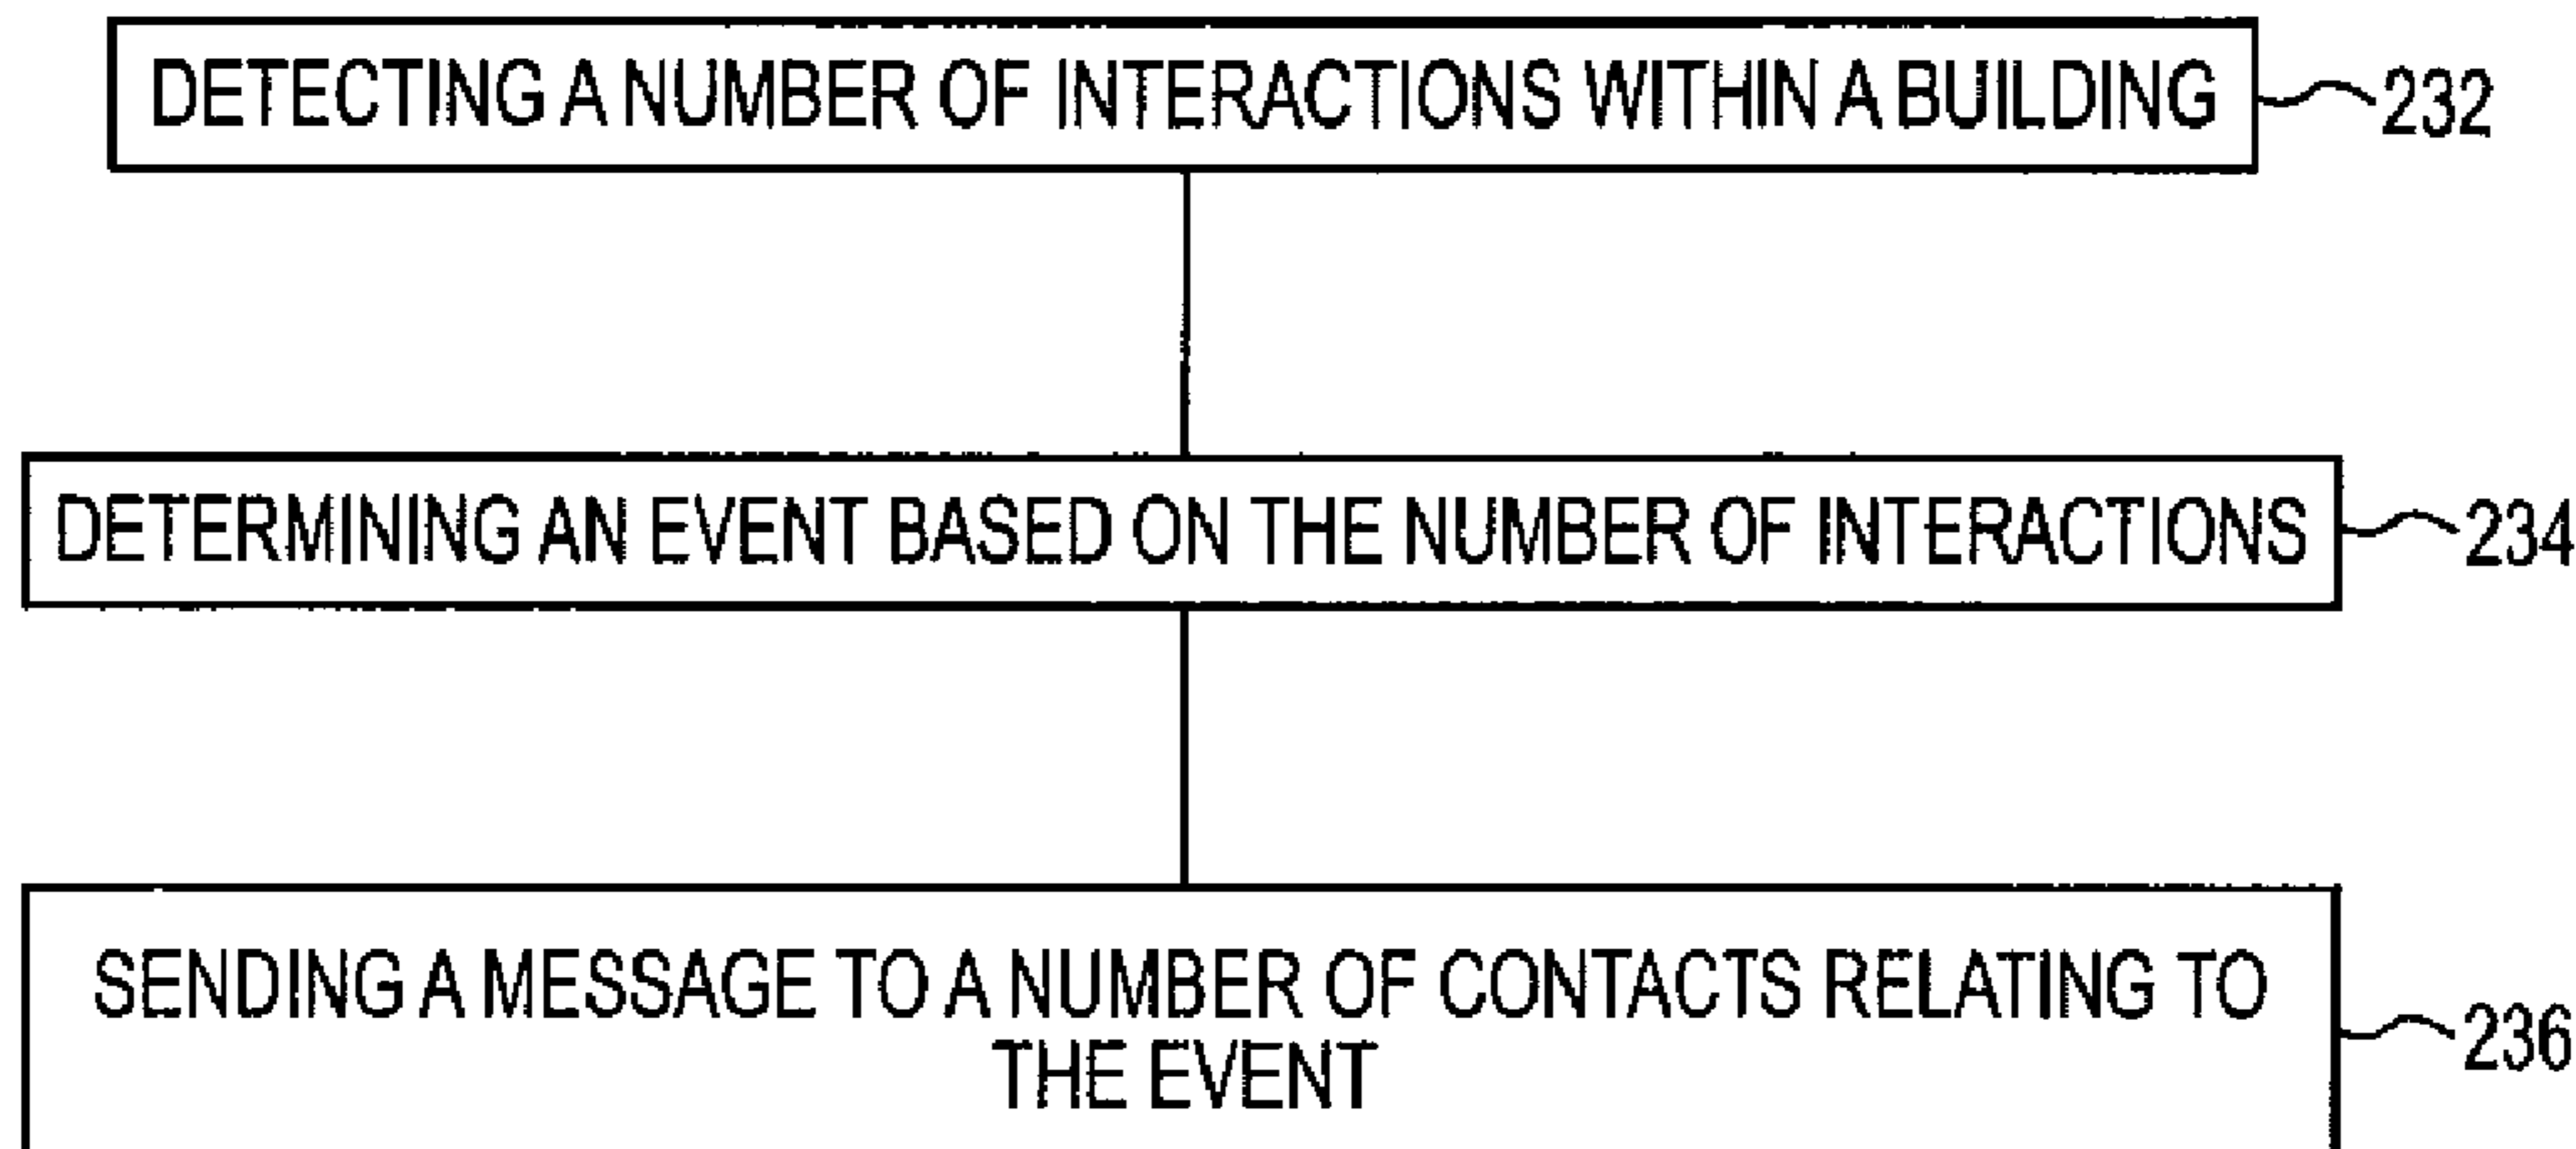 DETECTING A NUMBER OF INTERACTIONS WITHIN A BUILDING 232
DETERMINING AN EVENT BASED ON THE NUMBER OF INTERACTIONS 234
SENDING A MESSAGE TO A NUMBER OF CONTACTS RELATING TO
THE EVENT
236